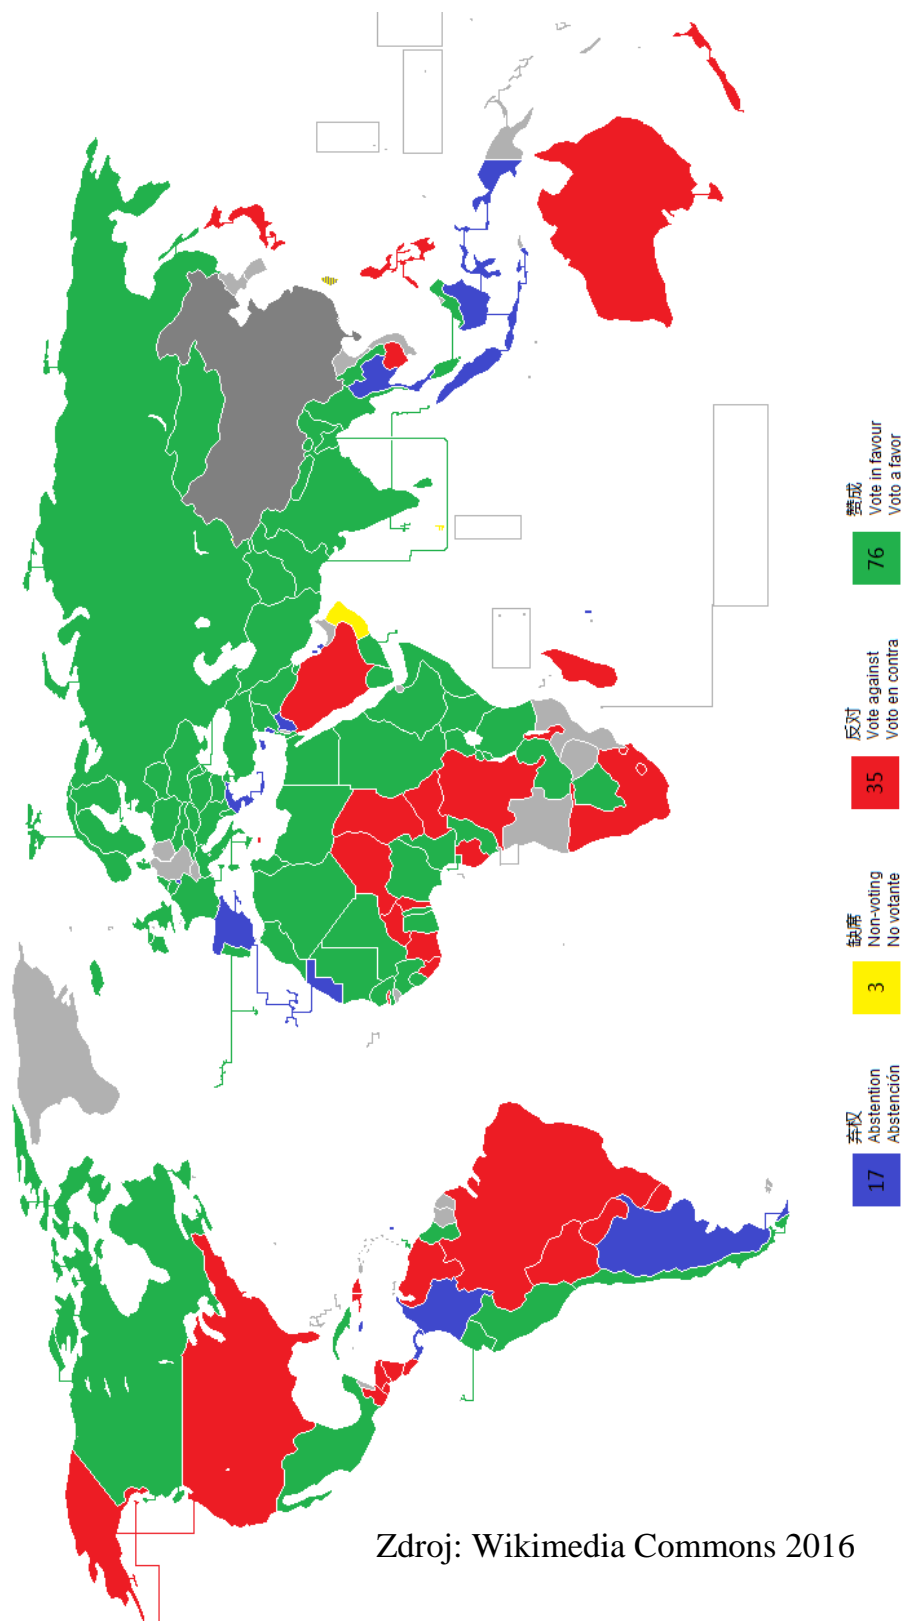 17
弃权
Abstention
Abstención
3
缺席
Non-voting
No votante
35
反对
Vote against
Voto en contra
76
赞成
Vote in favour
Voto a favor
Zdroj: Wikimedia Commons 2016